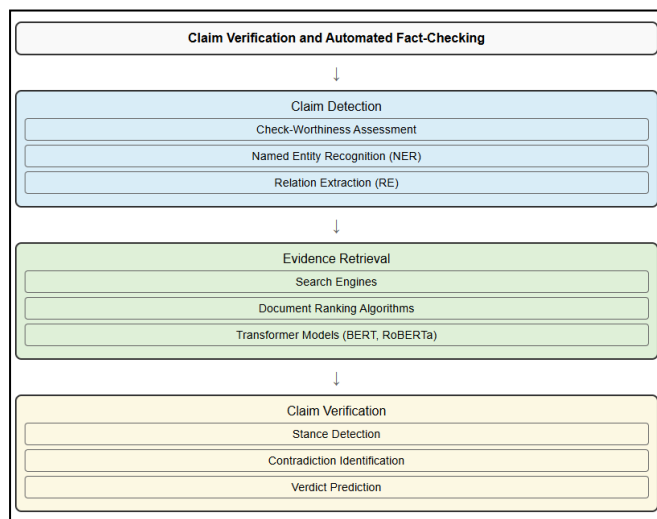 Claim Verification and Automated Fact-Checking
Claim Detection
Check-Worthiness Assessment
Named Entity Recognition (NER)
Relation Extraction (RE)
Evidence Retrieval
Search Engines
Document Ranking Algorithms
Transformer Models (BERT, RoBERTa)
Claim Verification
Stance Detection
Contradiction Identification
Verdict Prediction